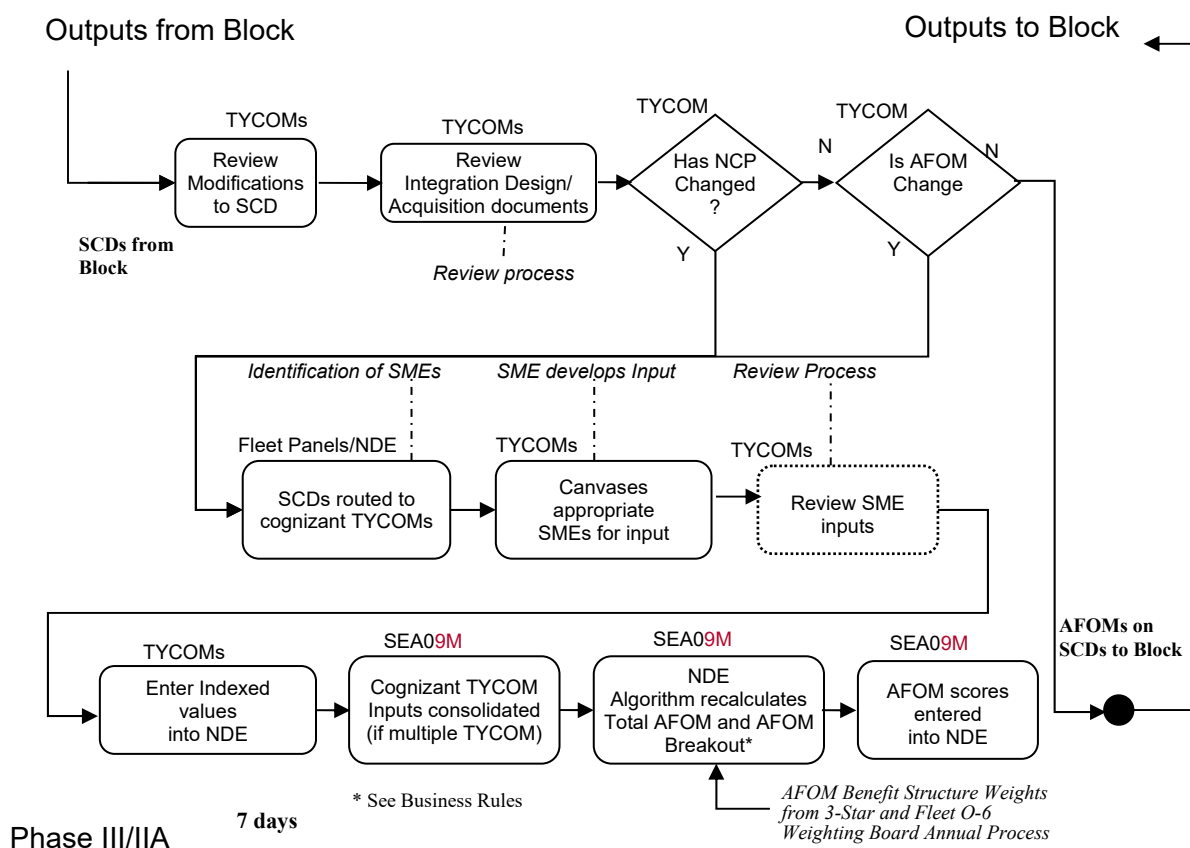 Outputs from Block
Outputs to Block
TYCOMs
Review
Modifications
to SCD
SCDs from
Block
TYCOMs
Review
Integration Design/
Acquisition documents
Review process
TYCOM
Has NCP
Changed
?
N
Y
TYCOM
Is AFOM
Change
N
Y
Identification of SMEs
SME develops Input
Review Process
Fleet Panels/NDE
SCDs routed to
cognizant TYCOMs
TYCOMs
Canvases
appropriate
SMEs for input
TYCOMs
Review SME
inputs
TYCOMs
Enter Indexed
values
into NDE
SEA09M
Cognizant TYCOM
Inputs consolidated
(if multiple TYCOM)
SEA09M
NDE
Algorithm recalculates
Total AFOM and AFOM
Breakout*
SEA09M
AFOM scores
entered
into NDE
AFOMs on
SCDs to Block
* See Business Rules
AFOM Benefit Structure Weights
from 3-Star and Fleet O-6
Weighting Board Annual Process
7 days
Phase III/IIA